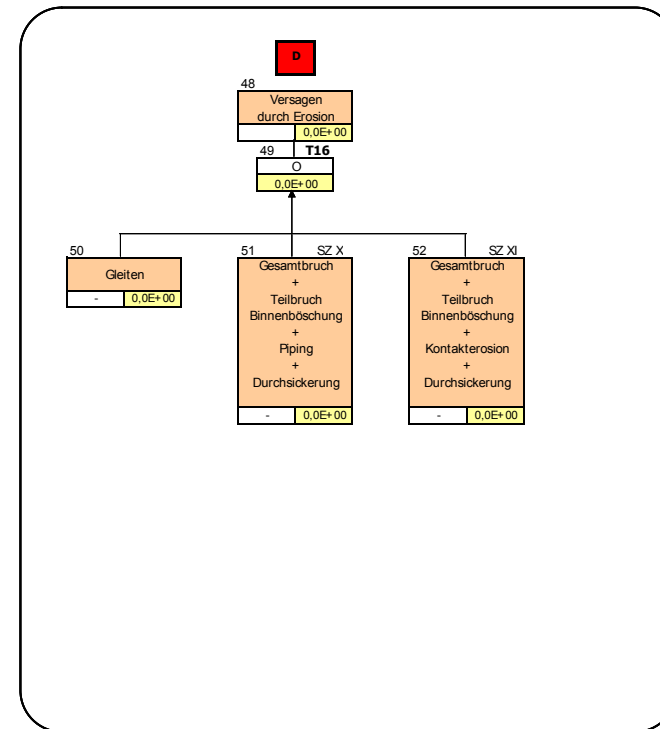 D
48
Versagen
durch Erosion
0,0E+00
49 T16
O
0,0E+00
50
Gleiten
- 0,0E+00
51 SZ X
Gesamtbruch
+
Teilbruch
Binnenböschung
+
Piping
+
Durchsickerung
- 0,0E+00
52 SZ XI
Gesamtbruch
+
Teilbruch
Binnenböschung
+
Kontakterosion
+
Durchsickerung
- 0,0E+00